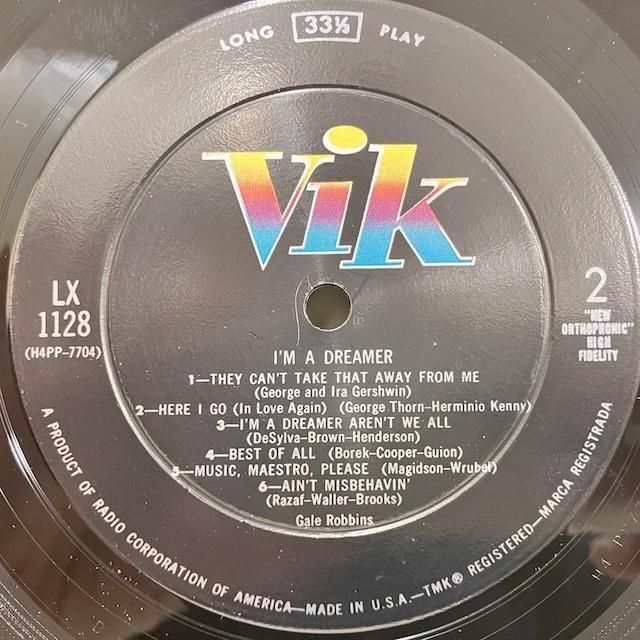 LONG 33⅓ PLAY
Vik
LX
1128
(H4PP-7704)
2
"NEW
ORTHOPHONIC"
HIGH
FIDELITY
I'M A DREAMER
1—THEY CAN'T TAKE THAT AWAY FROM ME
(George and Ira Gershwin)
2—HERE I GO (In Love Again) (George Thorn-Herminio Kenny)
3—I'M A DREAMER AREN'T WE ALL
(DeSylva-Brown-Henderson)
4—BEST OF ALL (Borek-Cooper-Guion)
5—MUSIC, MAESTRO, PLEASE (Magidson-Wrubel)
6—AIN'T MISBEHAVIN'
(Razaf-Waller-Brooks)
Gale Robbins
A PRODUCT OF RADIO CORPORATION OF AMERICA—MADE IN U.S.A.—TMK® REGISTERED—MARCA REGISTRADA